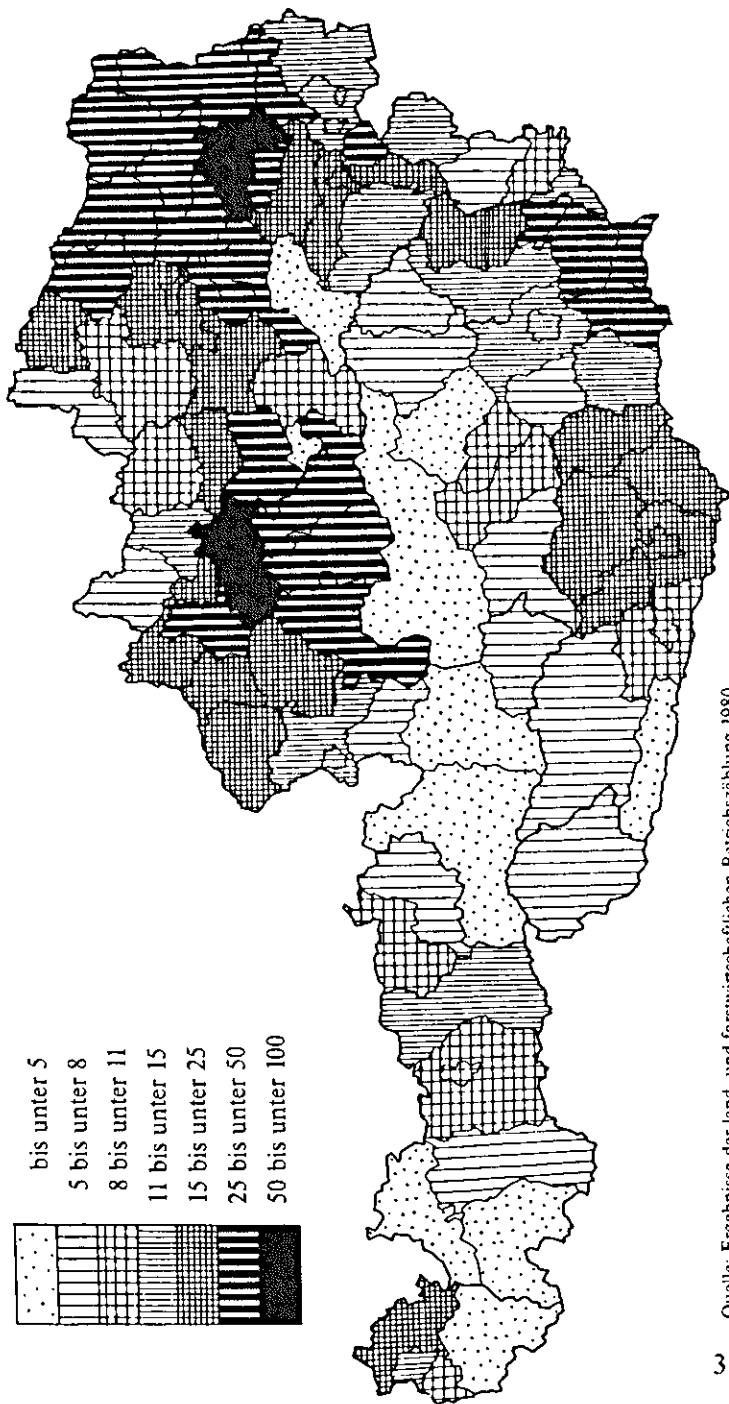 bis unter 5
5 bis unter 8
8 bis unter 11
11 bis unter 15
15 bis unter 25
25 bis unter 50
50 bis unter 100
Quelle: Ergebnisse der land- und forstwirtschaftlichen Betriebszählung 1980
3